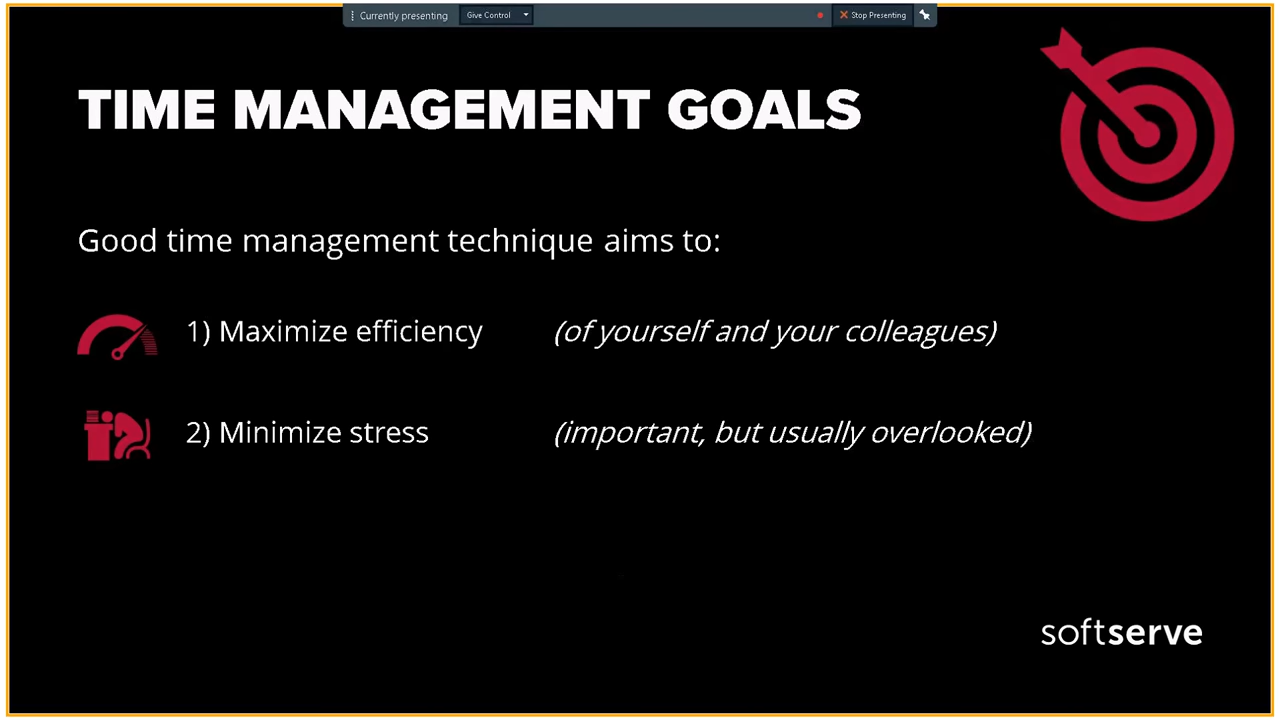 Currently presenting Give Control Stop Presenting
TIME MANAGEMENT GOALS
Good time management technique aims to:
1) Maximize efficiency (of yourself and your colleagues)
2) Minimize stress (important, but usually overlooked)
softserve